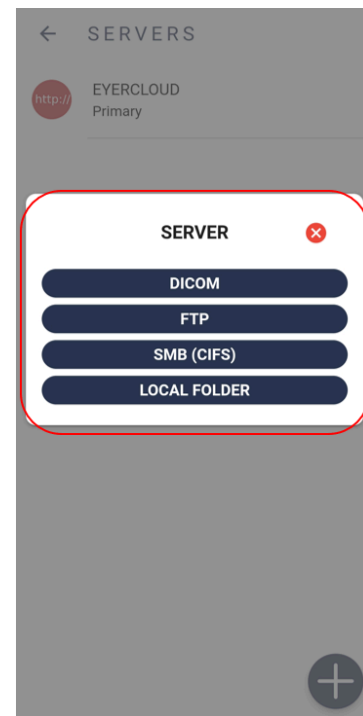 SERVERS
http://
EYERCLOUD
Primary
SERVER
DICOM
FTP
SMB (CIFS)
LOCAL FOLDER